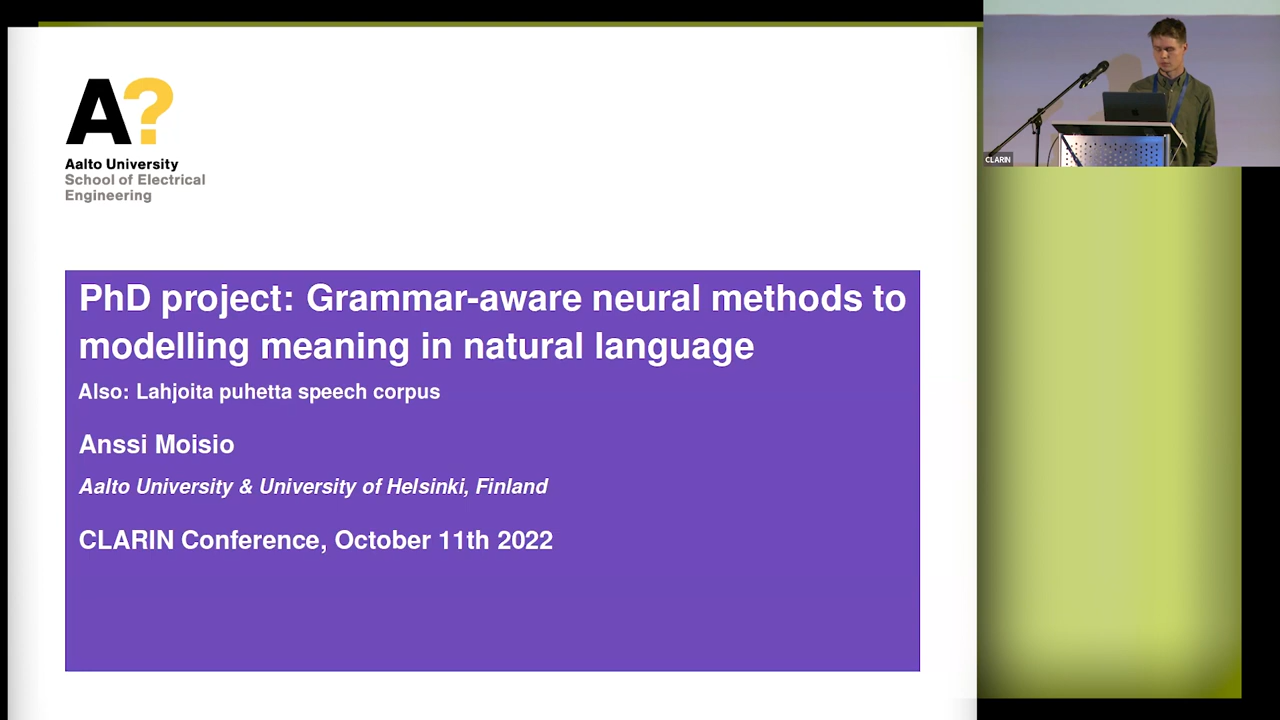 A?
Aalto University
School of Electrical
Engineering
PhD project: Grammar-aware neural methods to
modelling meaning in natural language
Also: Lahjoita puhetta speech corpus
Anssi Moisio
Aalto University & University of Helsinki, Finland
CLARIN Conference, October 11th 2022
CLARIN